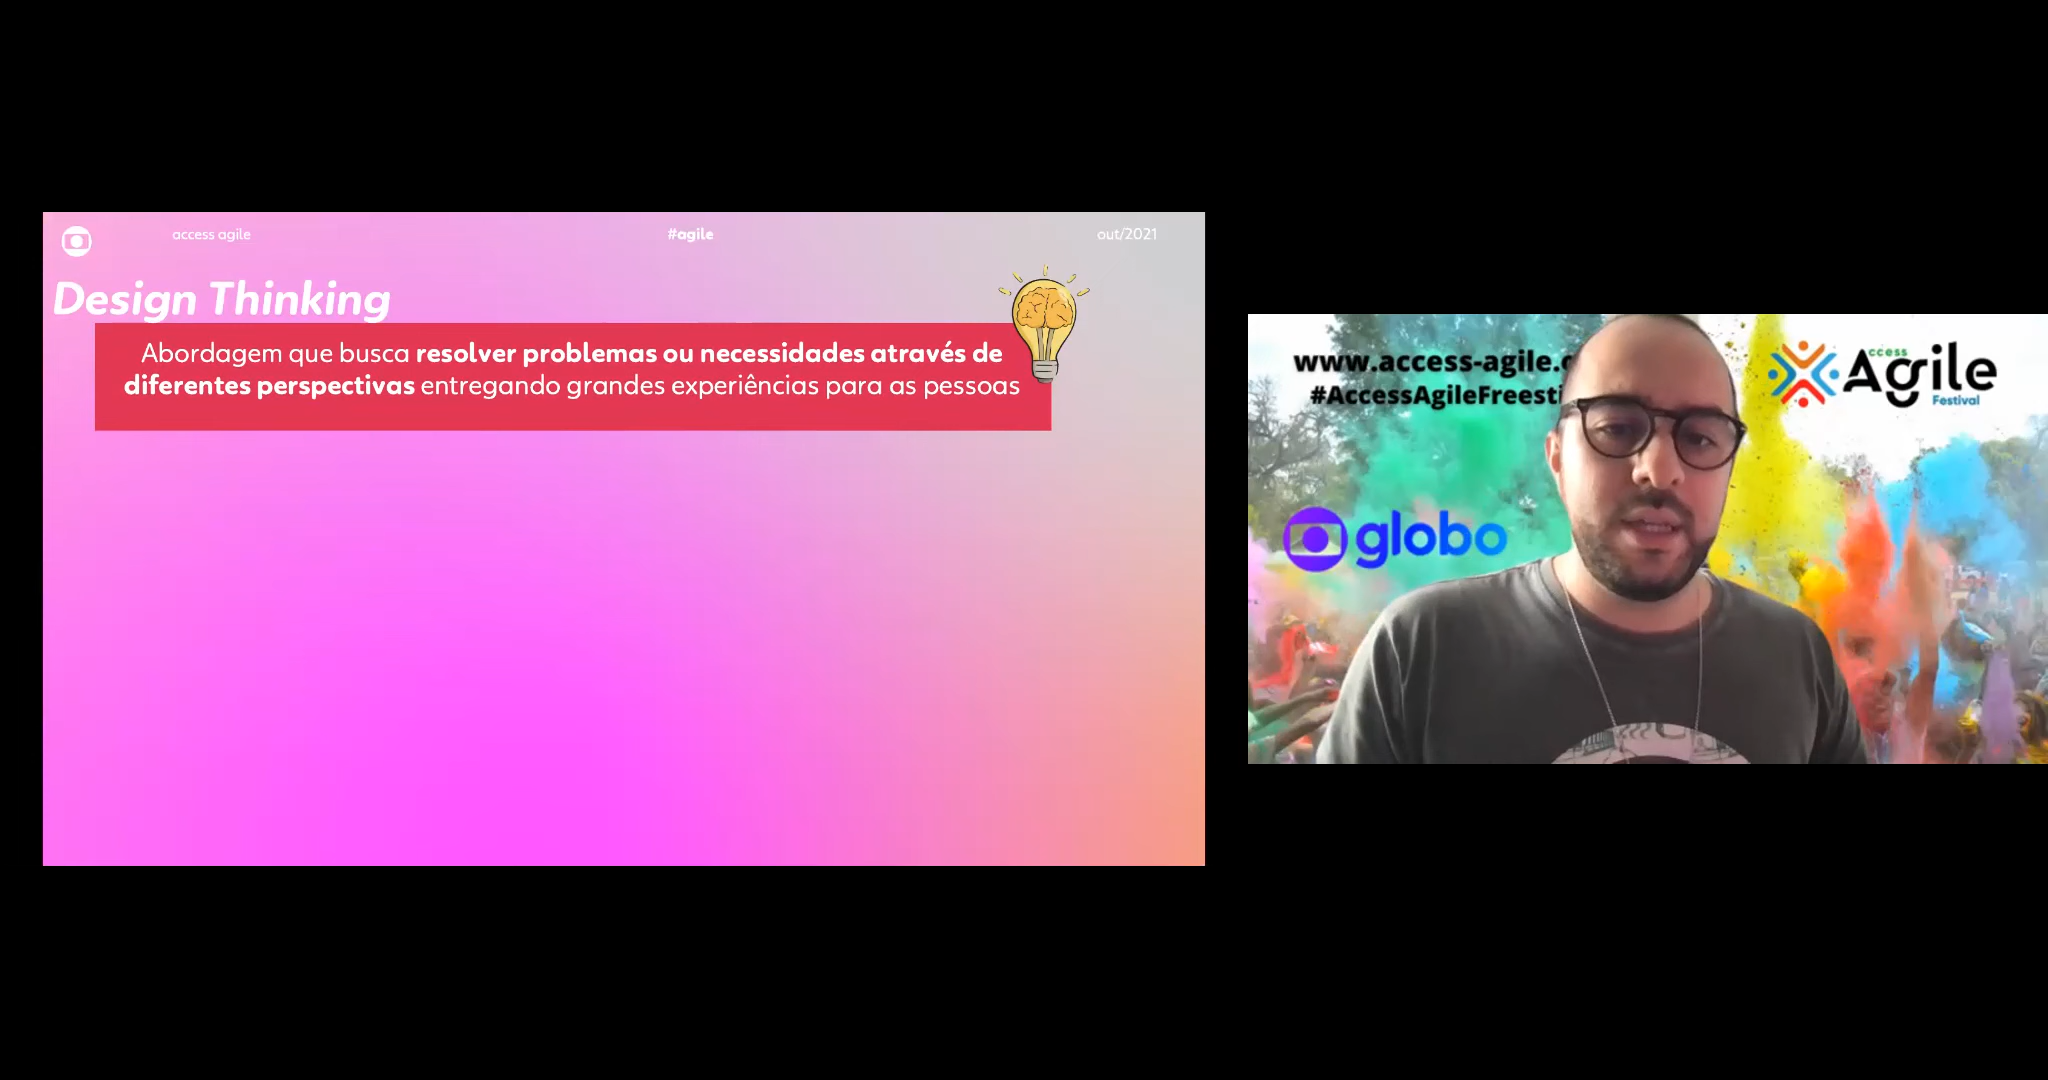 access agile
#agile
out/2021
Design Thinking
Abordagem que busca resolver problemas ou necessidades através de
diferentes perspectivas entregando grandes experiências para as pessoas
www.access-agile.c
#AccessAgileFreesti
globo
Access Agile
Festival